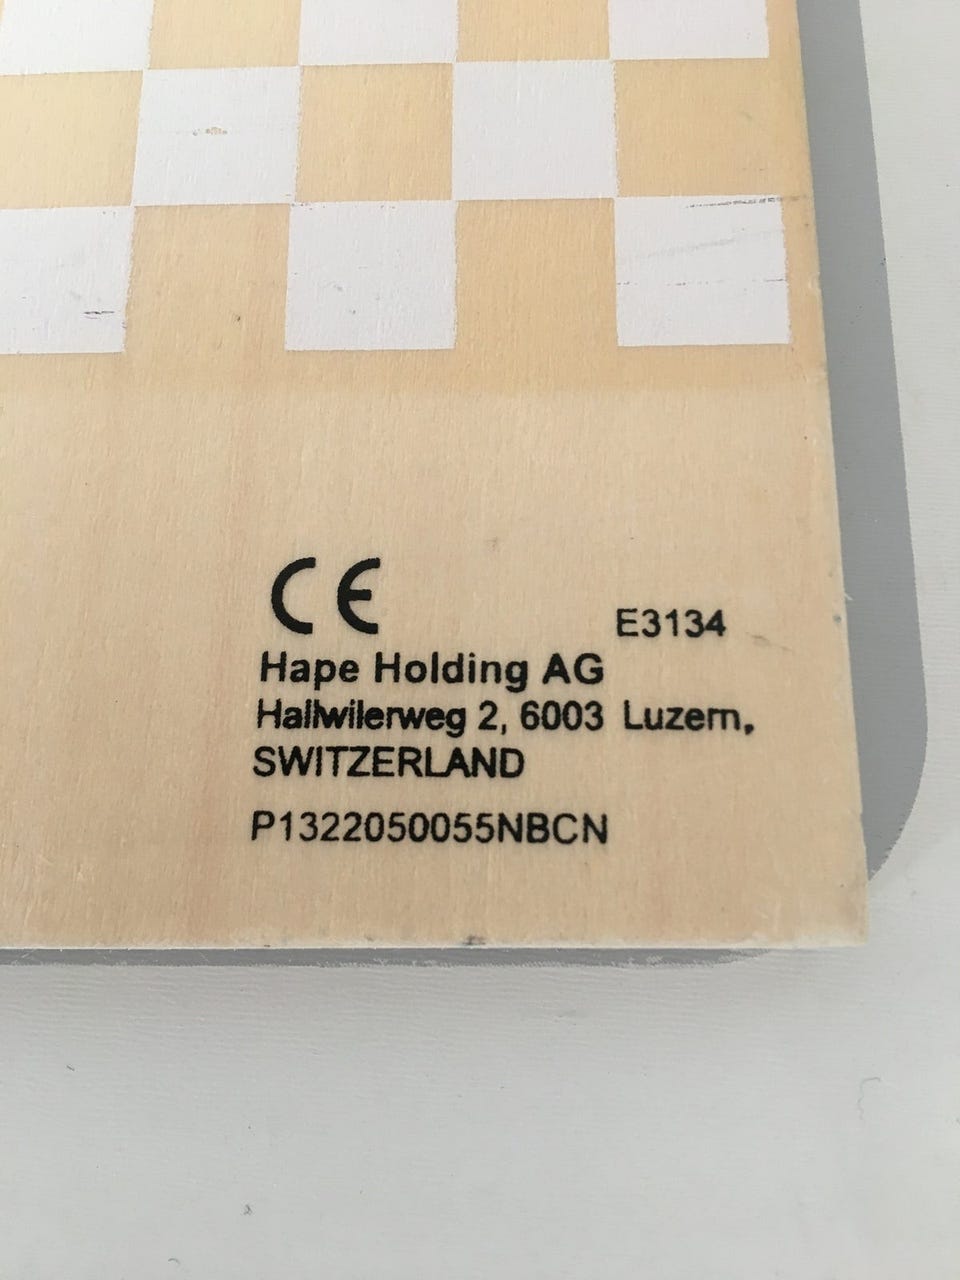 CE
E3134
Hape Holding AG
Hallwilerweg 2, 6003 Luzern,
SWITZERLAND
P1322050055NBCN